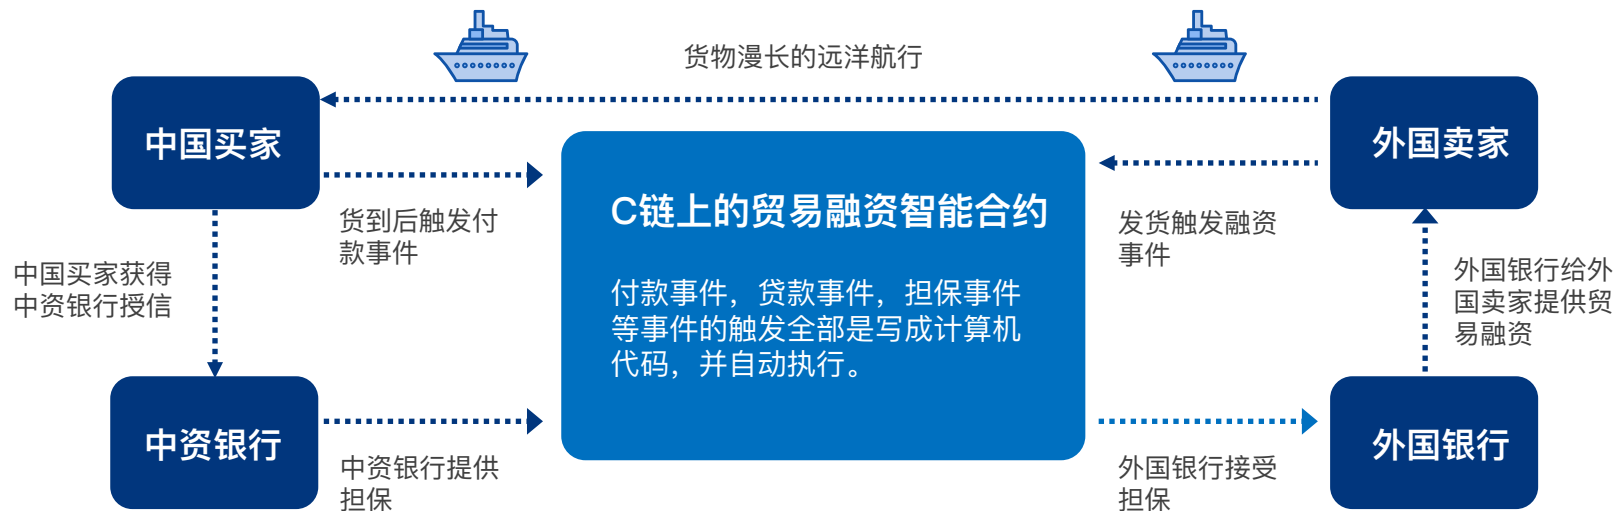 货物漫长的远洋航行
中国买家
外国卖家
货到后触发付
款事件
C链上的贸易融资智能合约
发货触发融资
事件
中国买家获得
中资银行授信
付款事件，贷款事件，担保事件
等事件的触发全部是写成计算机
代码，并自动执行。
外国银行给外
国卖家提供贸
易融资
中资银行
外国银行
中资银行提供
担保
外国银行接受
担保